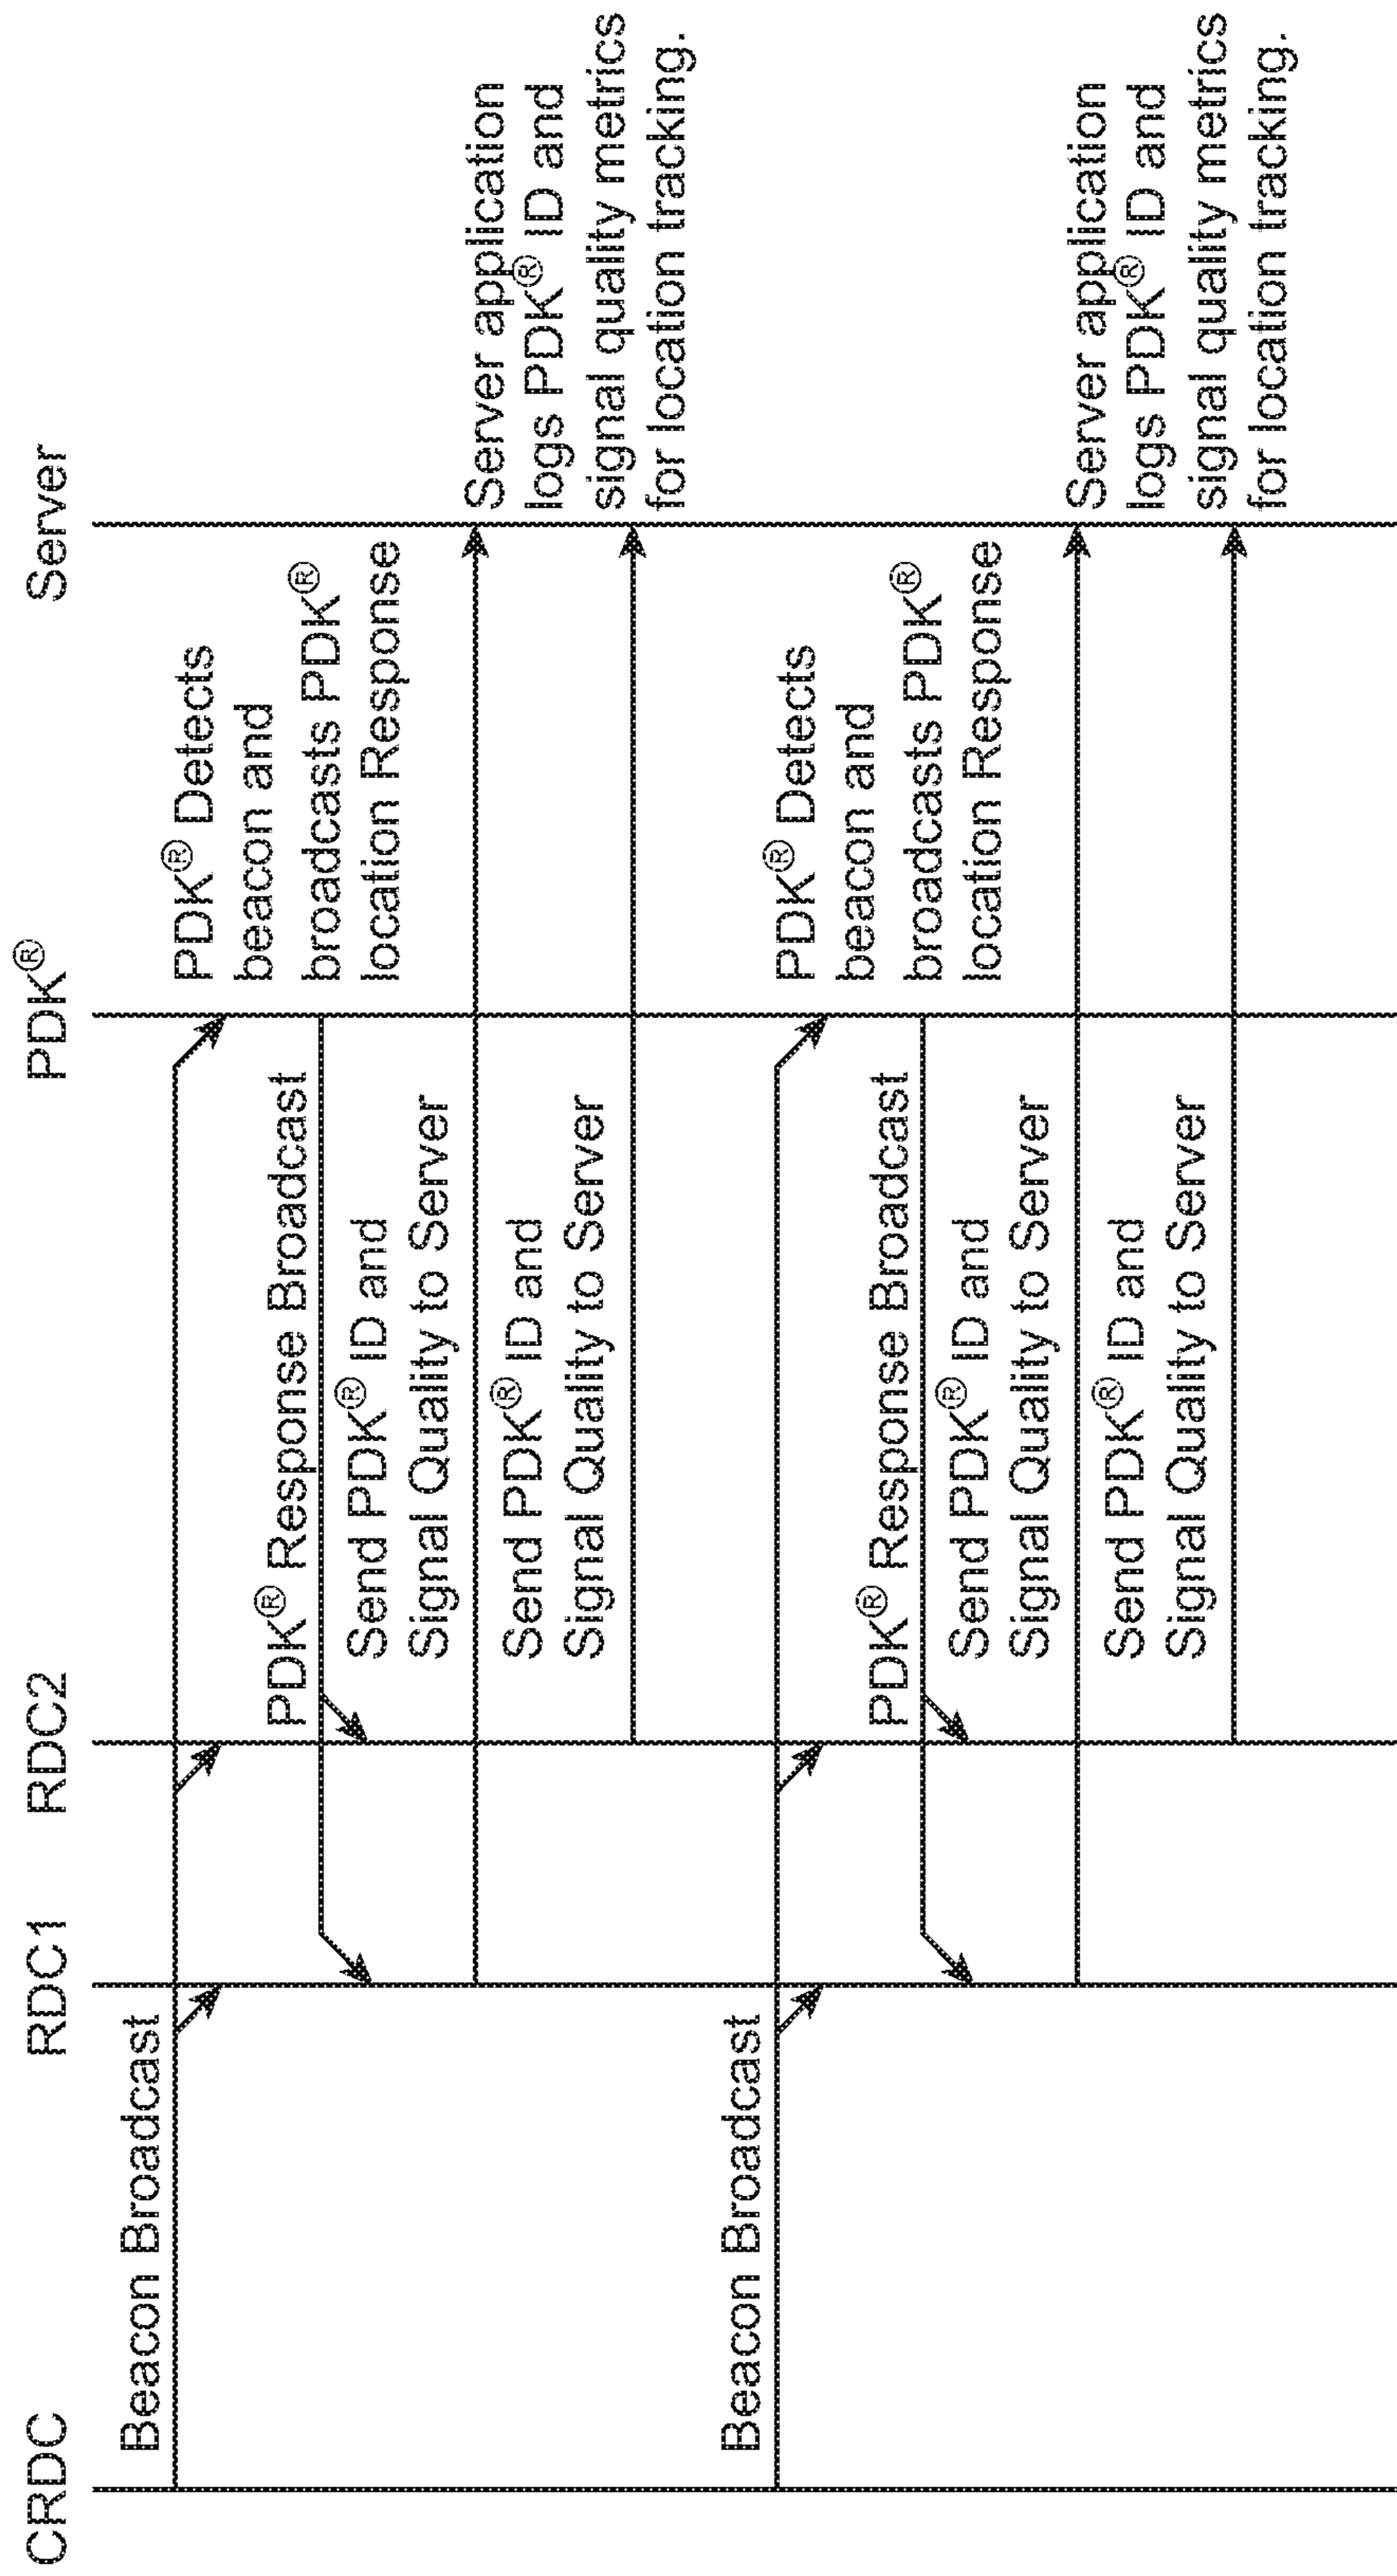 CRDC
RDC1
RDC2
PDK®
Server
Beacon Broadcast
PDK® Detects
beacon and
broadcasts PDK®
location Response
PDK® Response Broadcast
Send PDK® ID and
Signal Quality to Server
Server application
logs PDK® ID and
signal quality metrics
for location tracking.
Send PDK® ID and
Signal Quality to Server
Beacon Broadcast
PDK® Detects
beacon and
broadcasts PDK®
location Response
PDK® Response Broadcast
Send PDK® ID and
Signal Quality to Server
Server application
logs PDK® ID and
signal quality metrics
for location tracking.
Send PDK® ID and
Signal Quality to Server